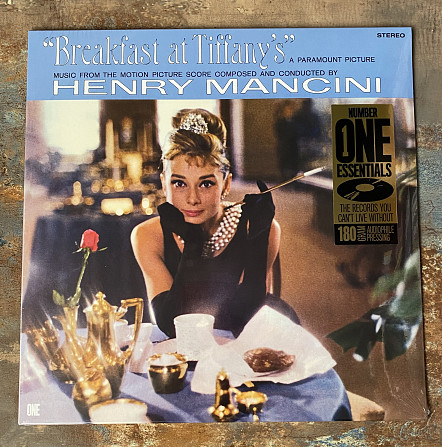 STEREO
"Breakfast at Tiffany's" A PARAMOUNT PICTURE
MUSIC FROM THE MOTION PICTURE SCORE COMPOSED AND CONDUCTED BY
HENRY MANCINI
NUMBER
ONE
ESSENTIALS
THE RECORDS YOU
CAN'T LIVE WITHOUT
180 GRAM AUDIOPHILE
PRESSING
ONE